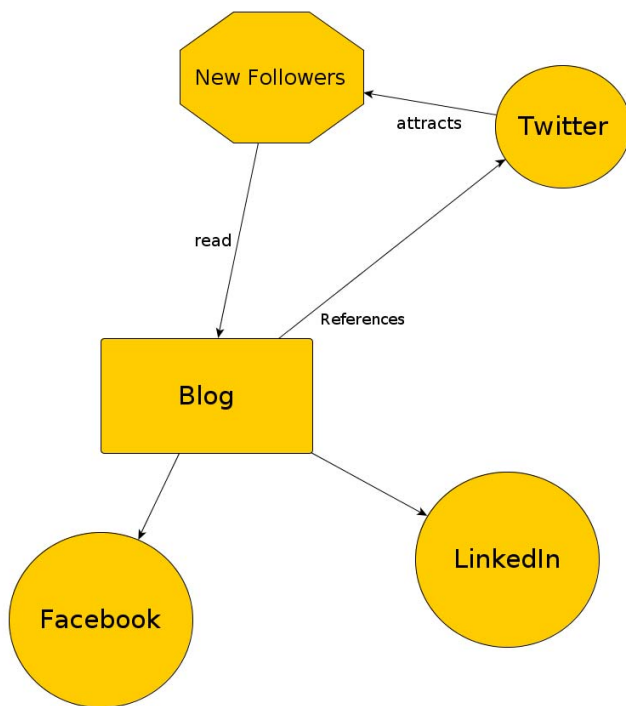 New Followers
Twitter
attracts
read
References
Blog
LinkedIn
Facebook